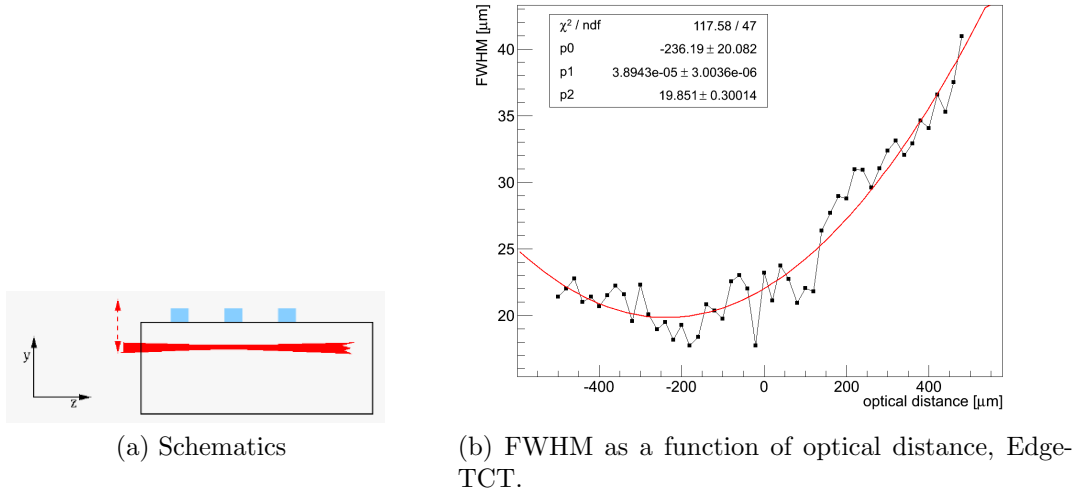 χ² / ndf 117.58 / 47
p0 -236.19 ± 20.082
p1 3.8943e-05 ± 3.0036e-06
p2 19.851 ± 0.30014
FWHM [μm]
40
35
30
25
20
-400 -200 0 200 400
optical distance [μm]
y
z
(a) Schematics
(b) FWHM as a function of optical distance, Edge-
TCT.